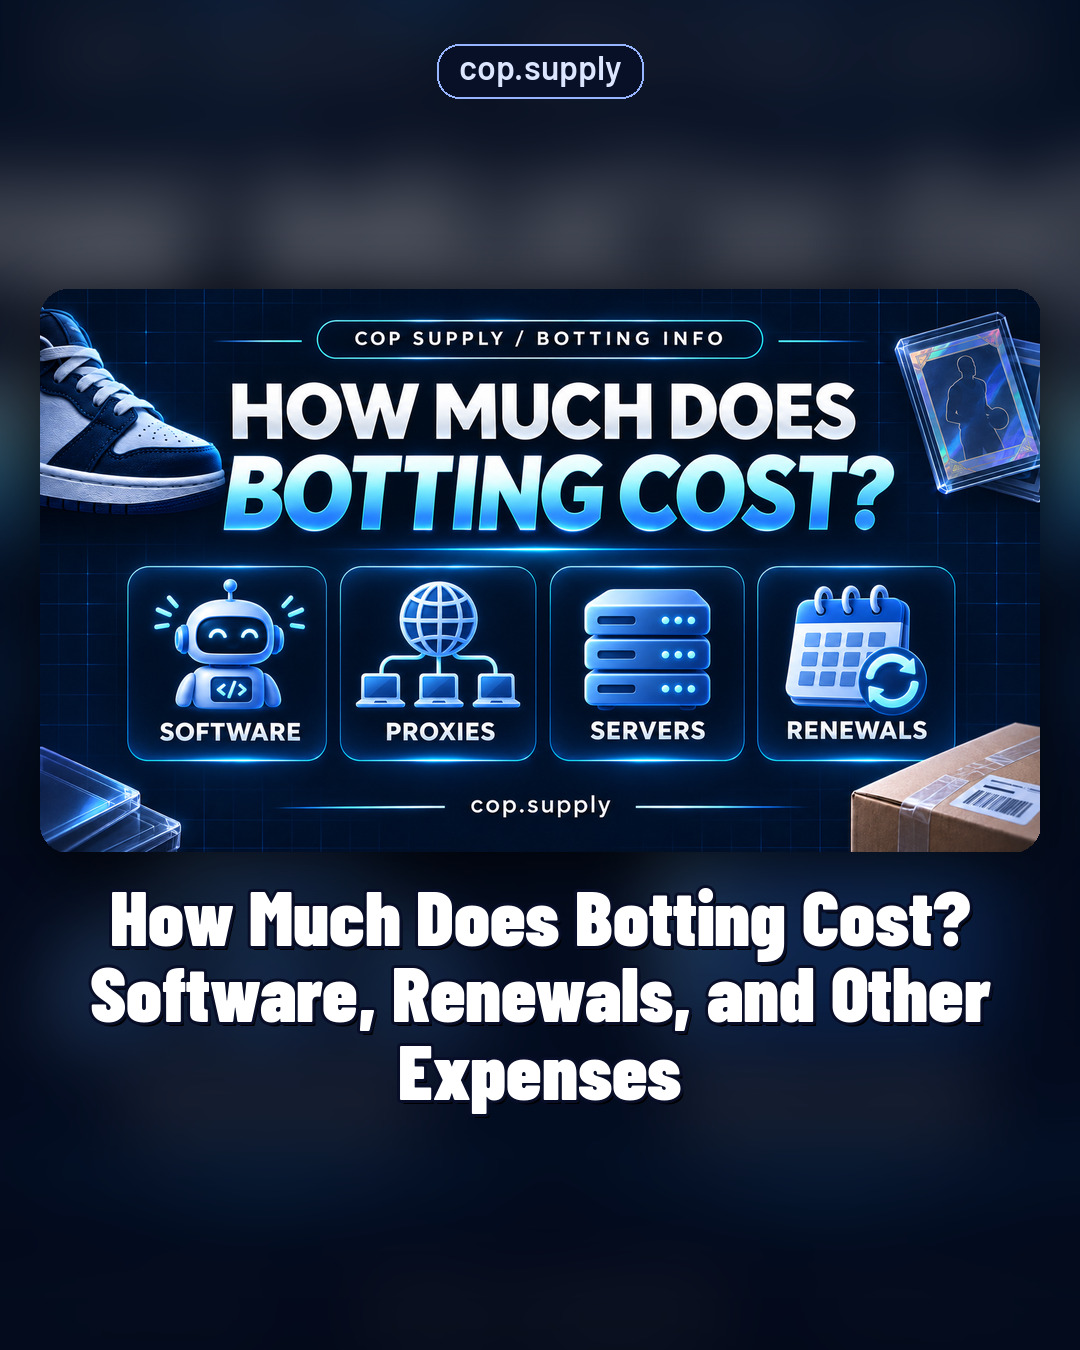 cop.supply
COP SUPPLY / BOTTING INFO
HOW MUCH DOES
BOTTING COST?
</>
SOFTWARE
PROXIES
SERVERS
RENEWALS
cop.supply
How Much Does Botting Cost?
Software, Renewals, and Other
Expenses